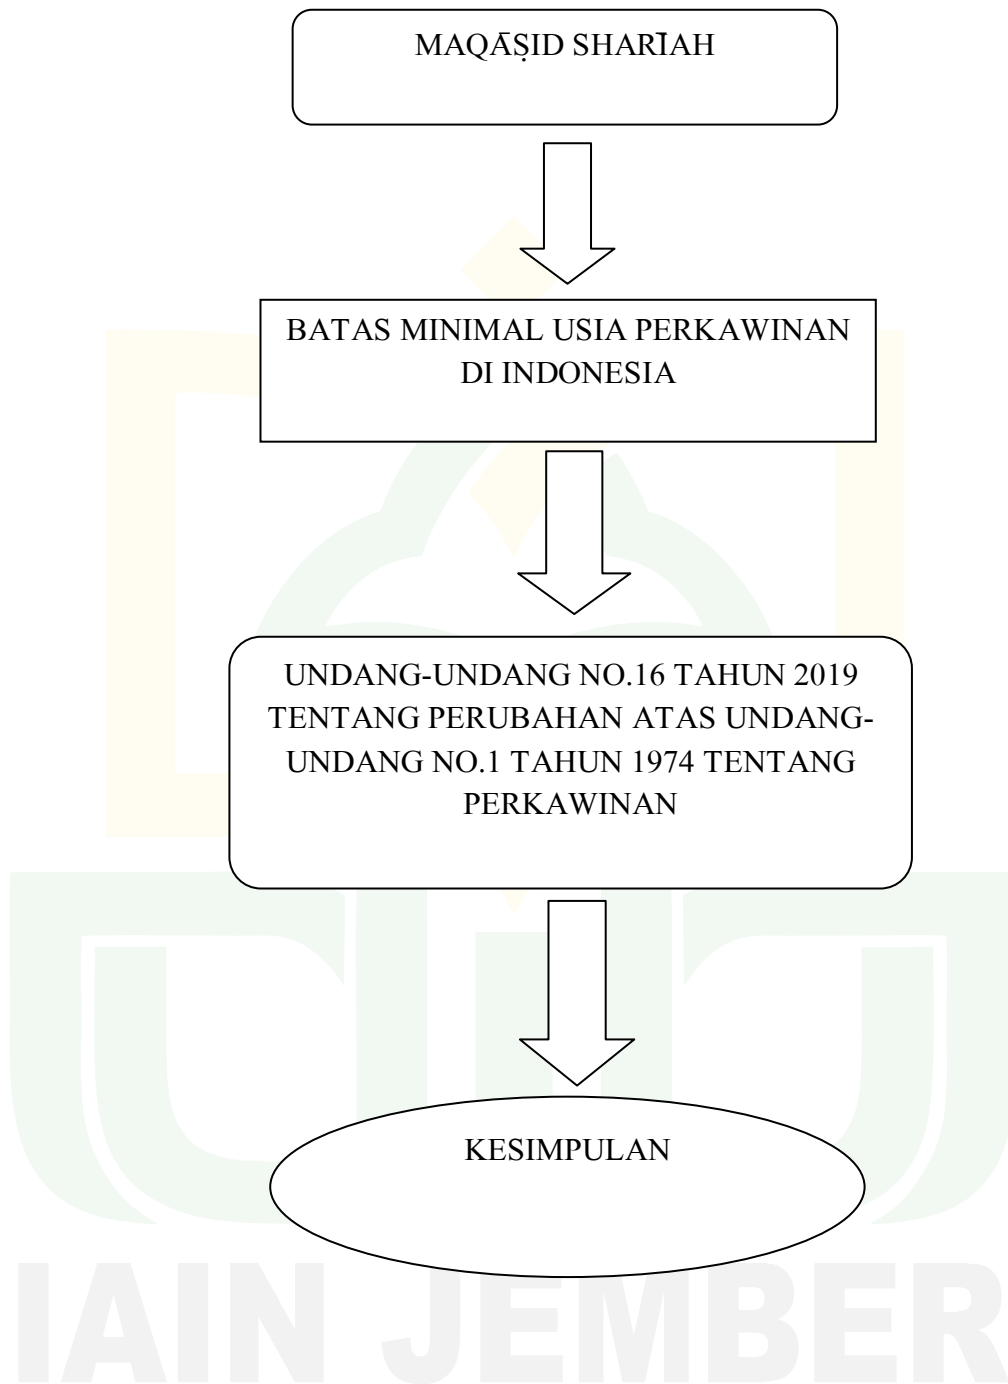 MAQĀṢID SHARĪAH
BATAS MINIMAL USIA PERKAWINAN
DI INDONESIA
UNDANG-UNDANG NO.16 TAHUN 2019
TENTANG PERUBAHAN ATAS UNDANG-
UNDANG NO.1 TAHUN 1974 TENTANG
PERKAWINAN
KESIMPULAN
IAIN JEMBER